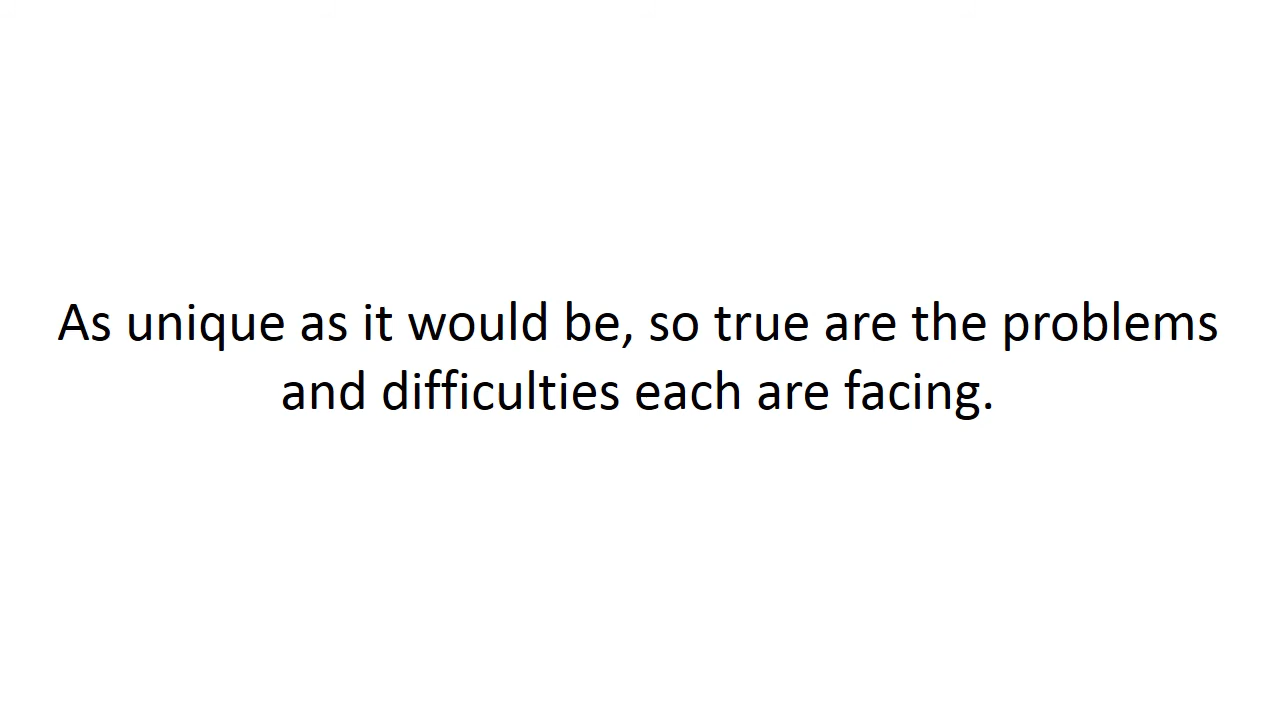 As unique as it would be, so true are the problems
and difficulties each are facing.